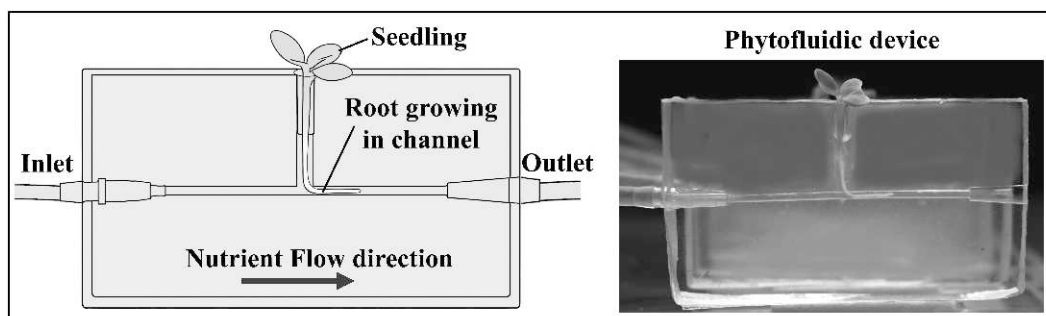 Seedling
Root growing
in channel
Inlet
Outlet
Nutrient Flow direction
Phytofluidic device